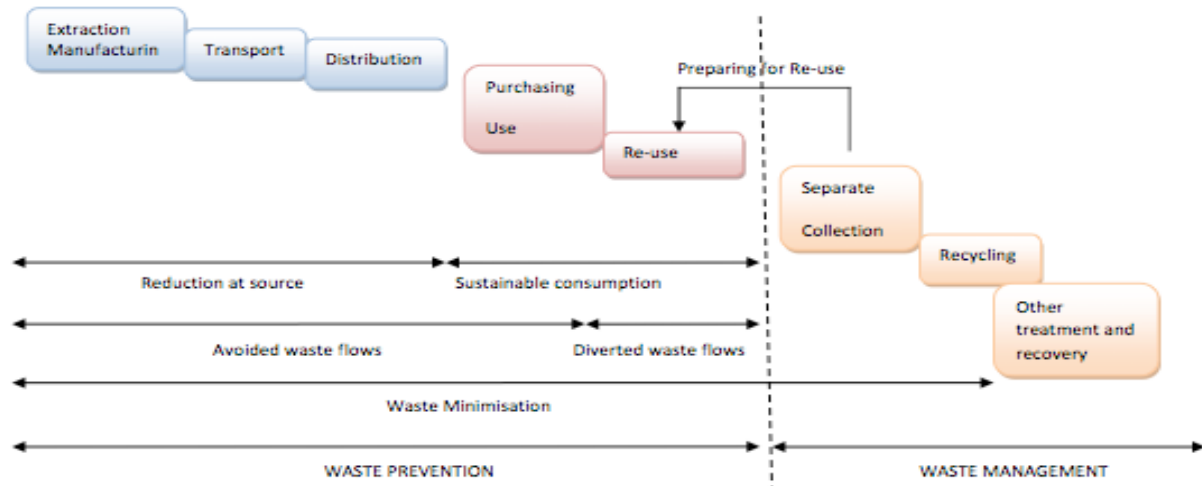 Extraction
Manufacturin
Transport
Distribution
Purchasing
Use
Re-use
Preparing for Re-use
Separate
Collection
Recycling
Other
treatment and
recovery
Reduction at source
Sustainable consumption
Avoided waste flows
Diverted waste flows
Waste Minimisation
WASTE PREVENTION
WASTE MANAGEMENT